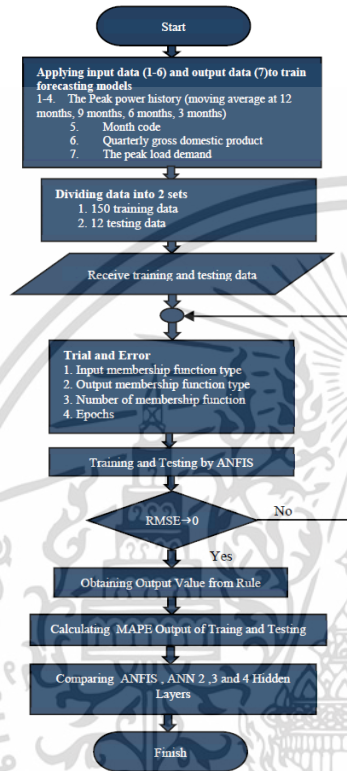 Start
Applying input data (1-6) and output data (7)to train
forecasting models
1-4. The Peak power history (moving average at 12
months, 9 months, 6 months, 3 months)
5. Month code
6. Quarterly gross domestic product
7. The peak load demand
Dividing data into 2 sets
1. 150 training data
2. 12 testing data
Receive training and testing data
Trial and Error
1. Input membership function type
2. Output membership function type
3. Number of membership function
4. Epochs
Training and Testing by ANFIS
RMSE→0
No
Yes
Obtaining Output Value from Rule
Calculating MAPE Output of Traing and Testing
Comparing ANFIS , ANN 2 ,3 and 4 Hidden
Layers
Finish